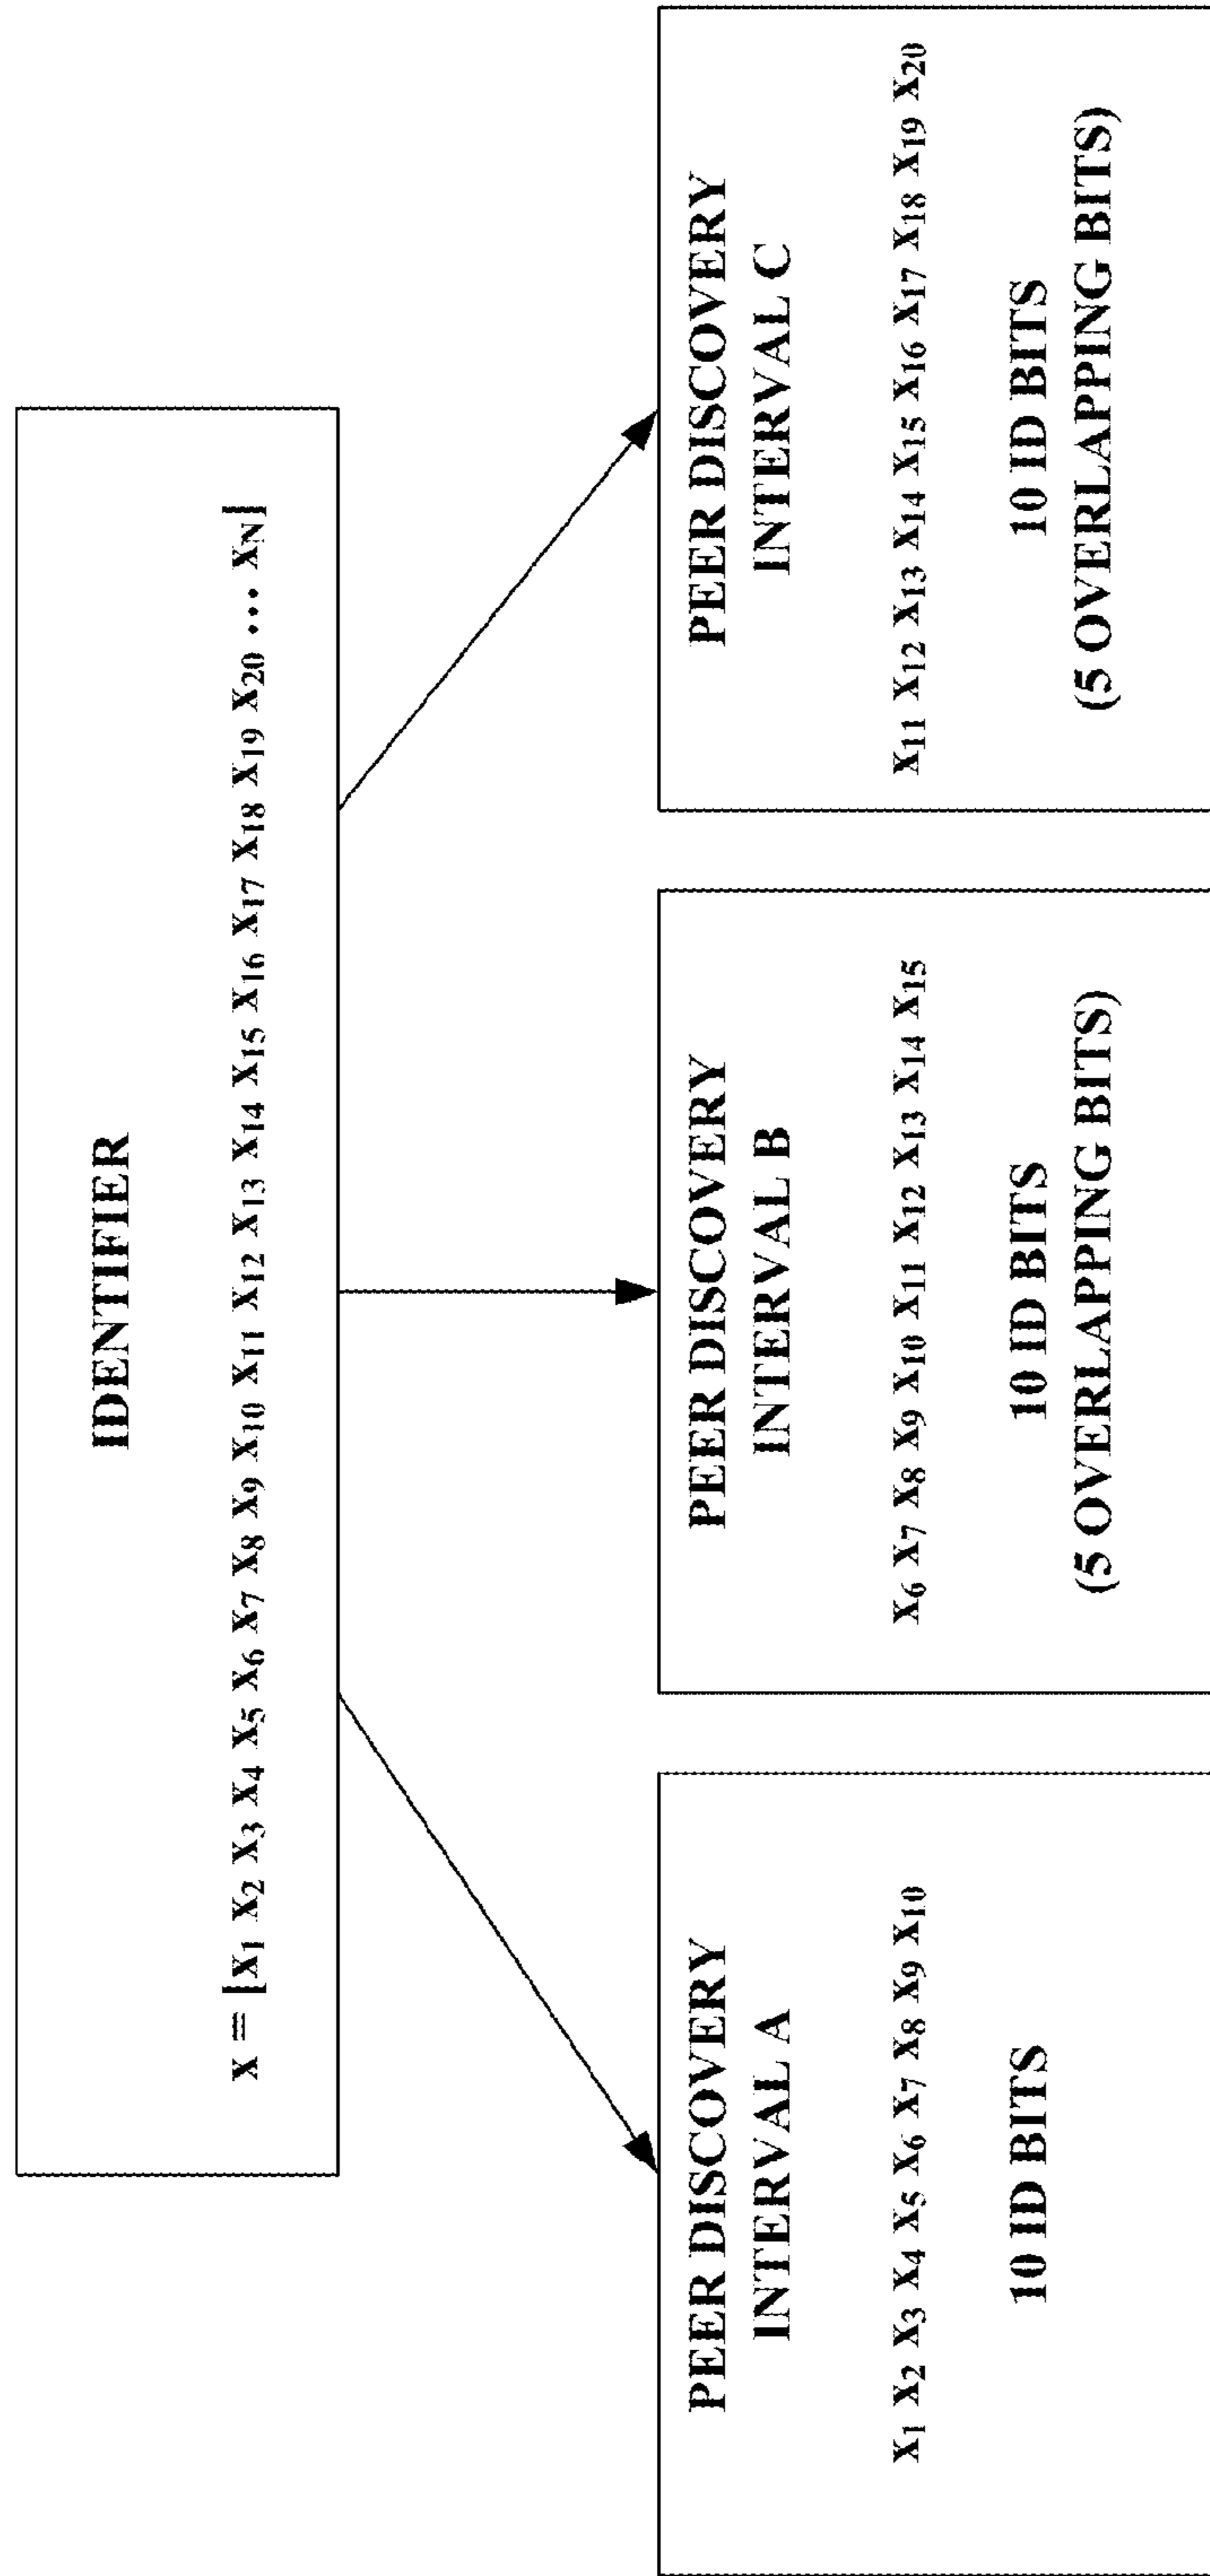 IDENTIFIER
X = [X₁ X₂ X₃ X₄ X₅ X₆ X₇ X₈ X₉ X₁₀ X₁₁ X₁₂ X₁₃ X₁₄ X₁₅ X₁₆ X₁₇ X₁₈ X₁₉ X₂₀ ••• X_N]
PEER DISCOVERY
INTERVAL A
X₁ X₂ X₃ X₄ X₅ X₆ X₇ X₈ X₉ X₁₀
10 ID BITS
PEER DISCOVERY
INTERVAL B
X₆ X₇ X₈ X₉ X₁₀ X₁₁ X₁₂ X₁₃ X₁₄ X₁₅
10 ID BITS
(5 OVERLAPPING BITS)
PEER DISCOVERY
INTERVAL C
X₁₁ X₁₂ X₁₃ X₁₄ X₁₅ X₁₆ X₁₇ X₁₈ X₁₉ X₂₀
10 ID BITS
(5 OVERLAPPING BITS)